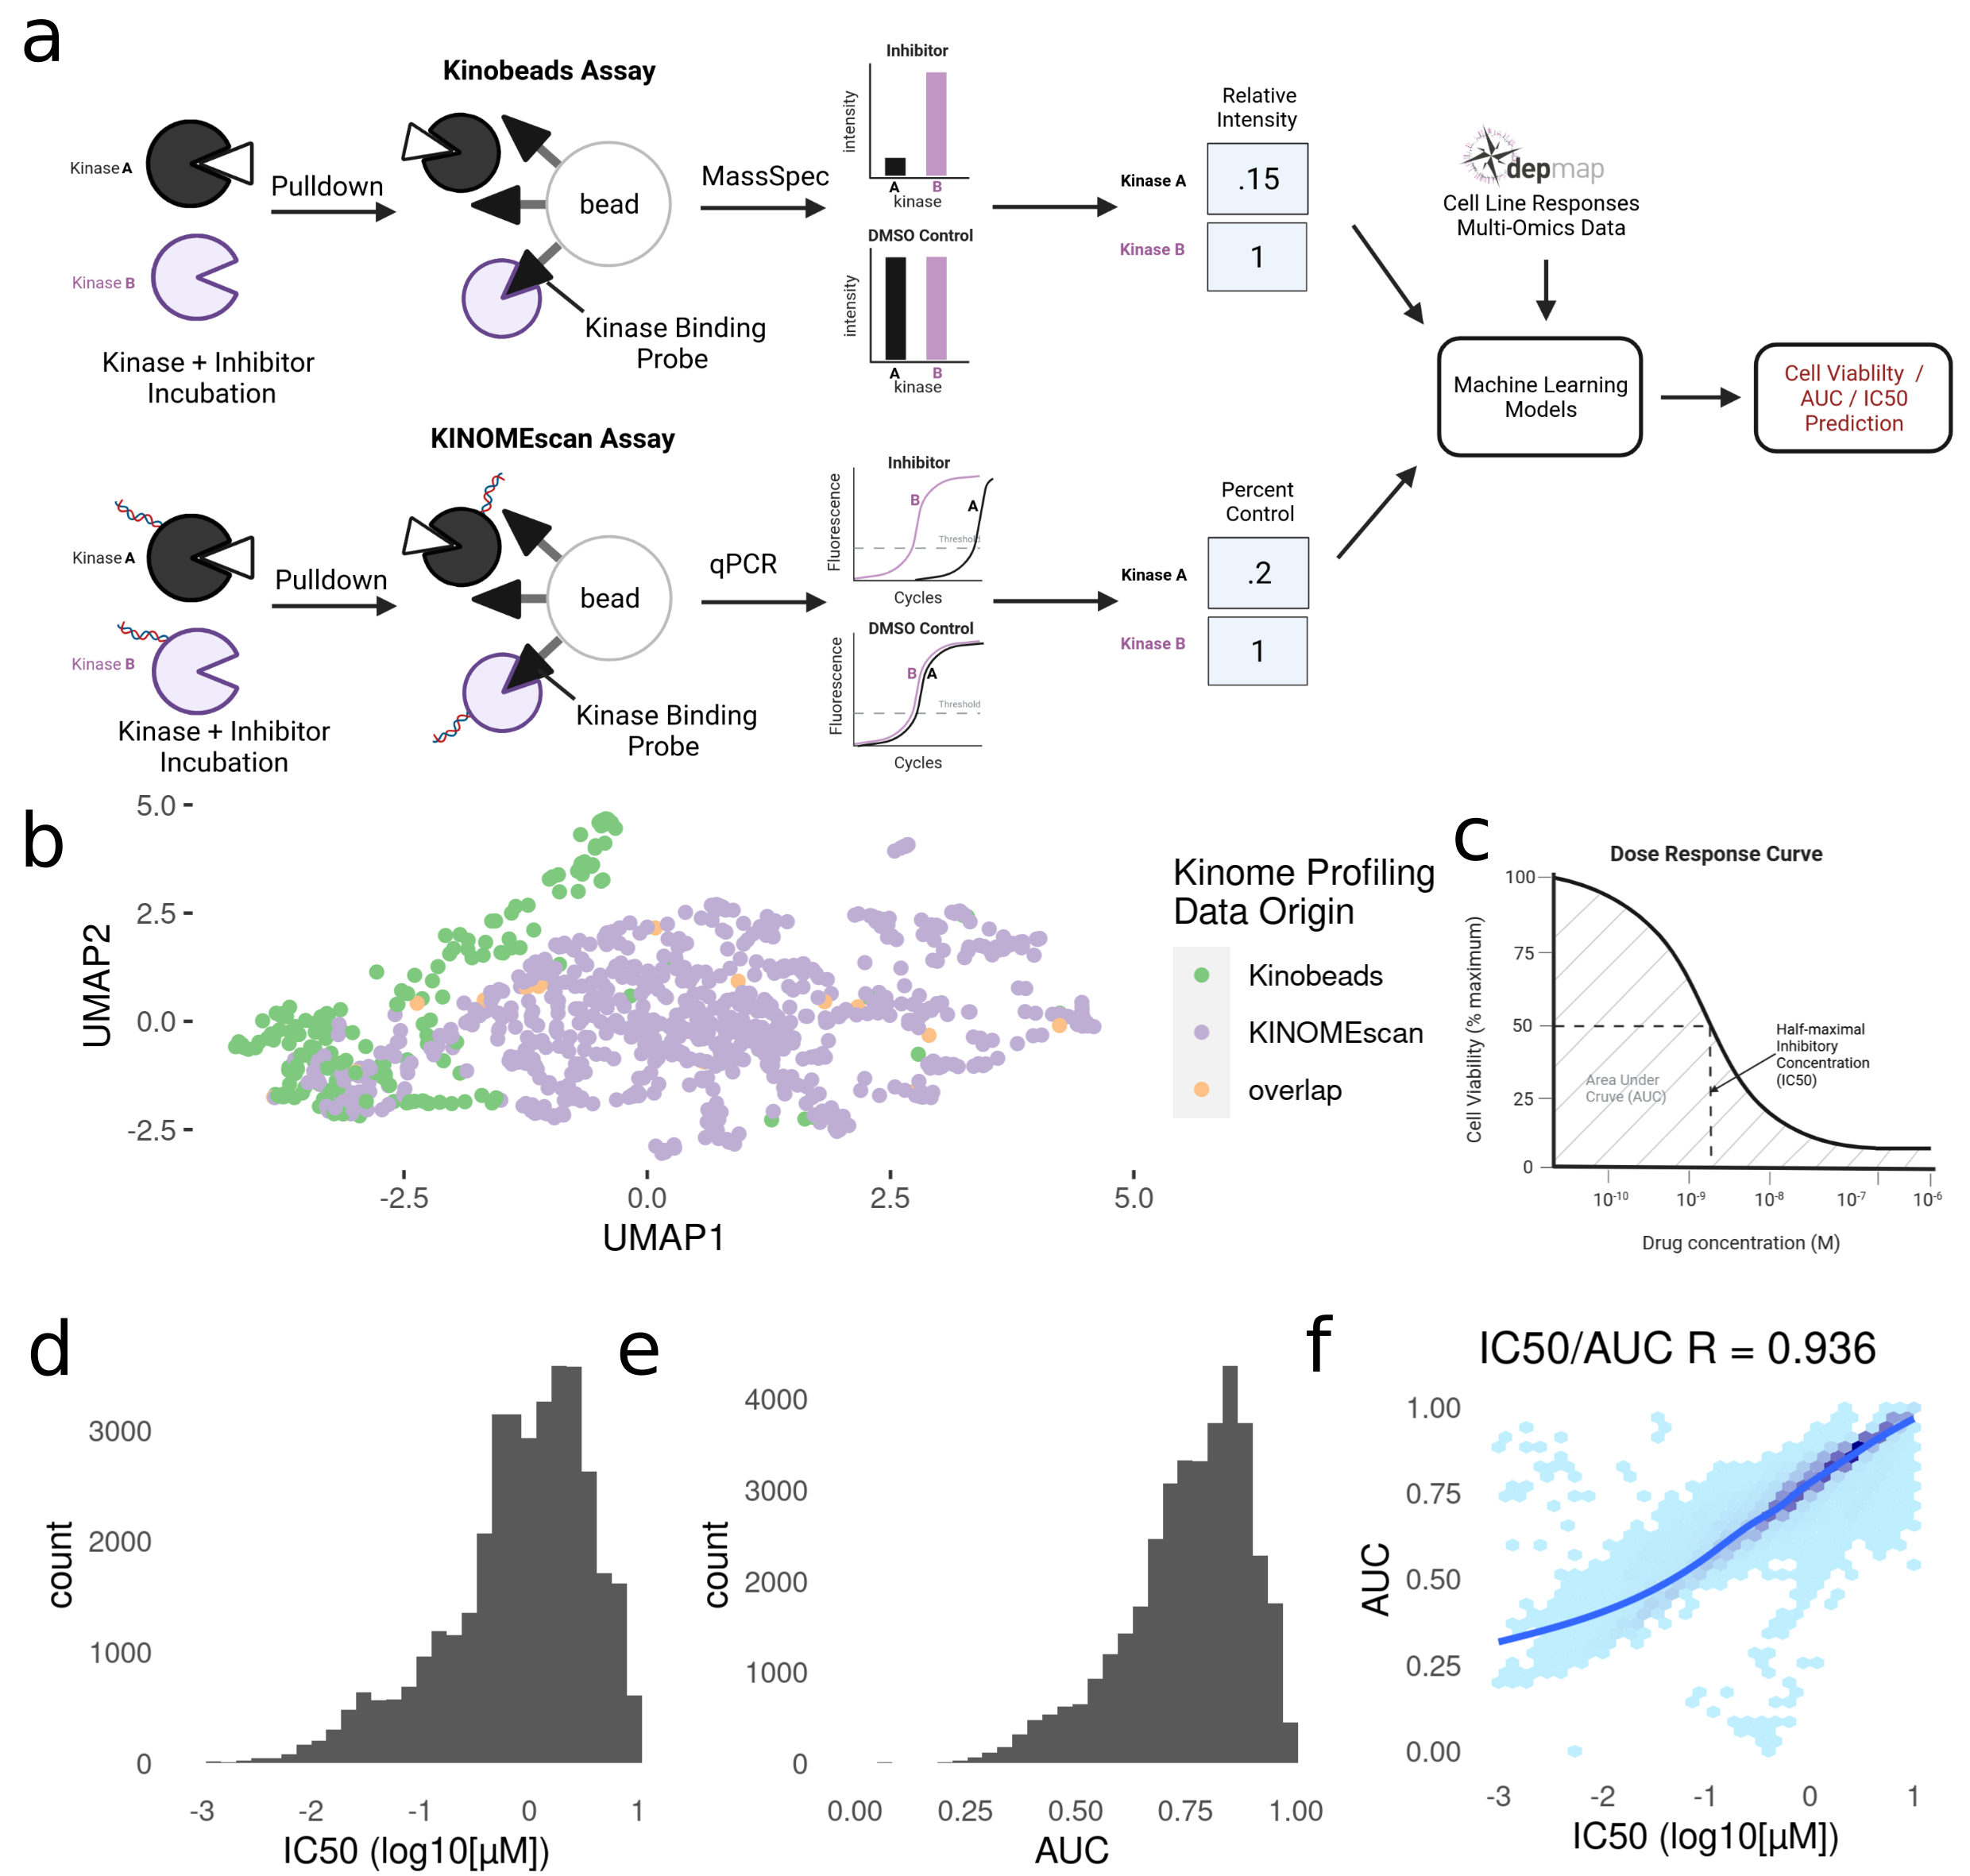 a
Kinobeads Assay
Kinase A
Kinase B
Kinase + Inhibitor
Incubation
Pulldown
bead
Kinase Binding
Probe
MassSpec
Inhibitor
intensity
A B
kinase
DMSO Control
intensity
A B
kinase
Relative
Intensity
Kinase A .15
Kinase B 1
depmap
Cell Line Responses
Multi-Omics Data
Machine Learning
Models
Cell Viablilty /
AUC / IC50
Prediction
KINOMEscan Assay
Kinase A
Kinase B
Kinase + Inhibitor
Incubation
Pulldown
bead
Kinase Binding
Probe
qPCR
Inhibitor
Fluorescence
B
A
Threshold
Cycles
DMSO Control
Fluorescence
B A
Threshold
Cycles
Percent
Control
Kinase A .2
Kinase B 1
b
5.0
2.5
0.0
-2.5
UMAP2
-2.5 0.0 2.5 5.0
UMAP1
Kinome Profiling
Data Origin
Kinobeads
KINOMEscan
overlap
c
Dose Response Curve
100
75
50
25
0
Cell Viability (% maximum)
Half-maximal
Inhibitory
Concentration
(IC50)
Area Under
Cruve (AUC)
10-10 10-9 10-8 10-7 10-6
Drug concentration (M)
d
3000
2000
1000
0
count
-3 -2 -1 0 1
IC50 (log10[μM])
e
4000
3000
2000
1000
0
count
0.00 0.25 0.50 0.75 1.00
AUC
f
IC50/AUC R = 0.936
1.00
0.75
0.50
0.25
0.00
AUC
-3 -2 -1 0 1
IC50 (log10[μM])